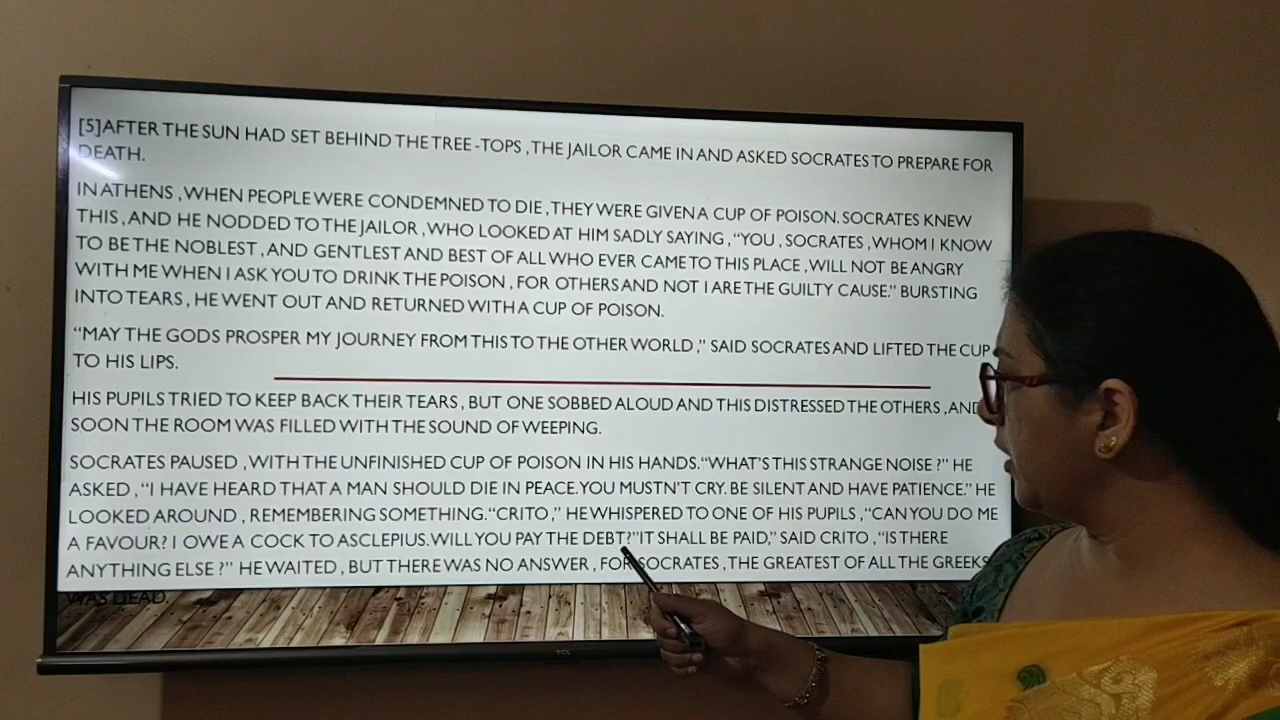 [5]AFTER THE SUN HAD SET BEHIND THE TREE-TOPS , THE JAILOR CAME IN AND ASKED SOCRATES TO PREPARE FOR
DEATH.
IN ATHENS , WHEN PEOPLE WERE CONDEMNED TO DIE , THEY WERE GIVEN A CUP OF POISON. SOCRATES KNEW
THIS , AND HE NODDED TO THE JAILOR , WHO LOOKED AT HIM SADLY SAYING , “YOU , SOCRATES , WHOM I KNOW
TO BE THE NOBLEST , AND GENTLEST AND BEST OF ALL WHO EVER CAME TO THIS PLACE , WILL NOT BE ANGRY
WITH ME WHEN I ASK YOU TO DRINK THE POISON , FOR OTHERS AND NOT I ARE THE GUILTY CAUSE.” BURSTING
INTO TEARS , HE WENT OUT AND RETURNED WITH A CUP OF POISON.
“MAY THE GODS PROSPER MY JOURNEY FROM THIS TO THE OTHER WORLD ,” SAID SOCRATES AND LIFTED THE CUP
TO HIS LIPS.
HIS PUPILS TRIED TO KEEP BACK THEIR TEARS , BUT ONE SOBBED ALOUD AND THIS DISTRESSED THE OTHERS , AND
SOON THE ROOM WAS FILLED WITH THE SOUND OF WEEPING.
SOCRATES PAUSED , WITH THE UNFINISHED CUP OF POISON IN HIS HANDS. “WHAT'S THIS STRANGE NOISE ?” HE
ASKED , “I HAVE HEARD THAT A MAN SHOULD DIE IN PEACE. YOU MUSTN'T CRY. BE SILENT AND HAVE PATIENCE.” HE
LOOKED AROUND , REMEMBERING SOMETHING. “CRITO ,” HE WHISPERED TO ONE OF HIS PUPILS , “CAN YOU DO ME
A FAVOUR? I OWE A COCK TO ASCLEPIUS. WILL YOU PAY THE DEBT?”IT SHALL BE PAID,” SAID CRITO , “IS THERE
ANYTHING ELSE ?” HE WAITED , BUT THERE WAS NO ANSWER , FOR SOCRATES , THE GREATEST OF ALL THE GREEKS
WAS DEAD.
TCL